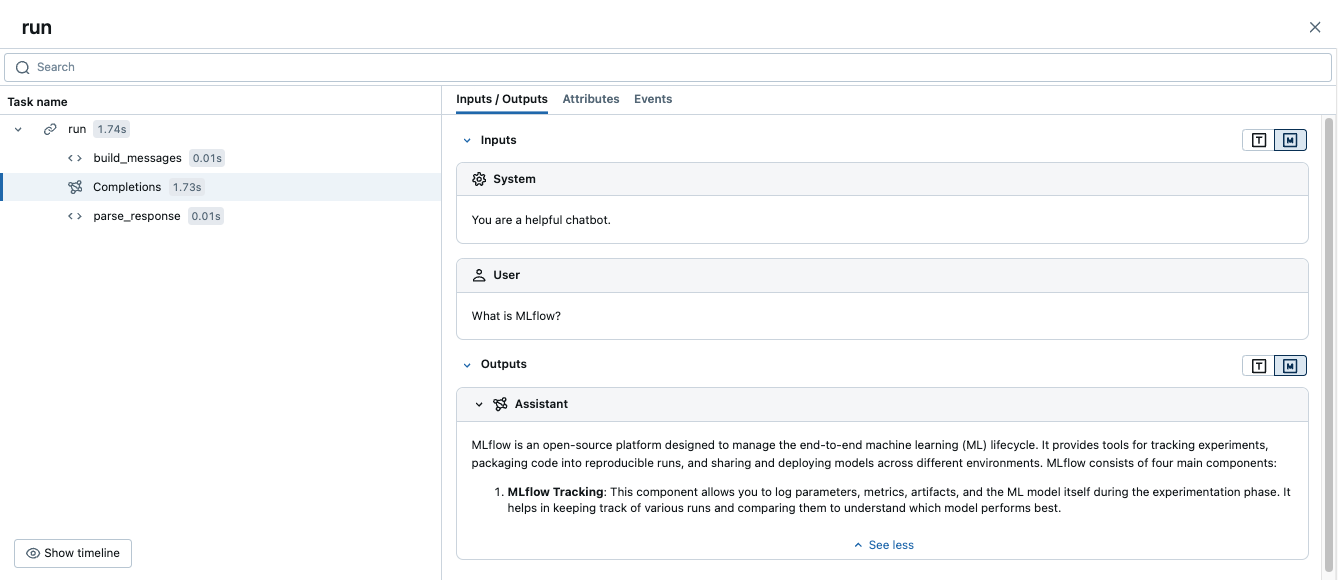 run
Search
Task name
run 1.74s
build_messages 0.01s
Completions 1.73s
parse_response 0.01s
Show timeline
Inputs / Outputs Attributes Events
Inputs
T M
System
You are a helpful chatbot.
User
What is MLflow?
Outputs
T M
Assistant
MLflow is an open-source platform designed to manage the end-to-end machine learning (ML) lifecycle. It provides tools for tracking experiments,
packaging code into reproducible runs, and sharing and deploying models across different environments. MLflow consists of four main components:
1. MLflow Tracking: This component allows you to log parameters, metrics, artifacts, and the ML model itself during the experimentation phase. It
helps in keeping track of various runs and comparing them to understand which model performs best.
See less